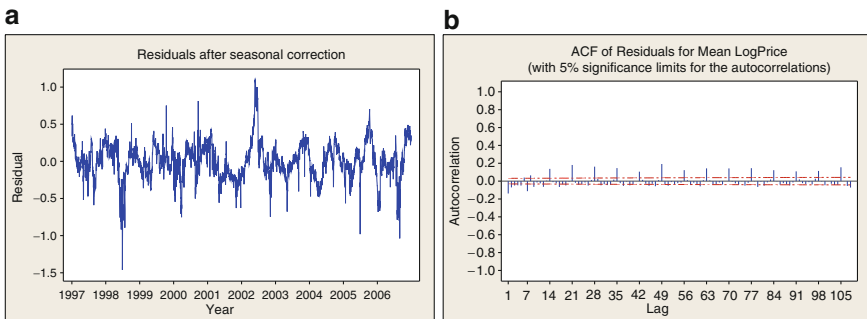 a
Residuals after seasonal correction
Residual
1.0
0.5
0.0
−0.5
−1.0
−1.5
1997 1998 1999 2000 2001 2002 2003 2004 2005 2006
Year
b
ACF of Residuals for Mean LogPrice
(with 5% significance limits for the autocorrelations)
Autocorrelation
1.0
0.8
0.6
0.4
0.2
0.0
−0.2
−0.4
−0.6
−0.8
−1.0
1 7 14 21 28 35 42 49 56 63 70 77 84 91 98 105
Lag